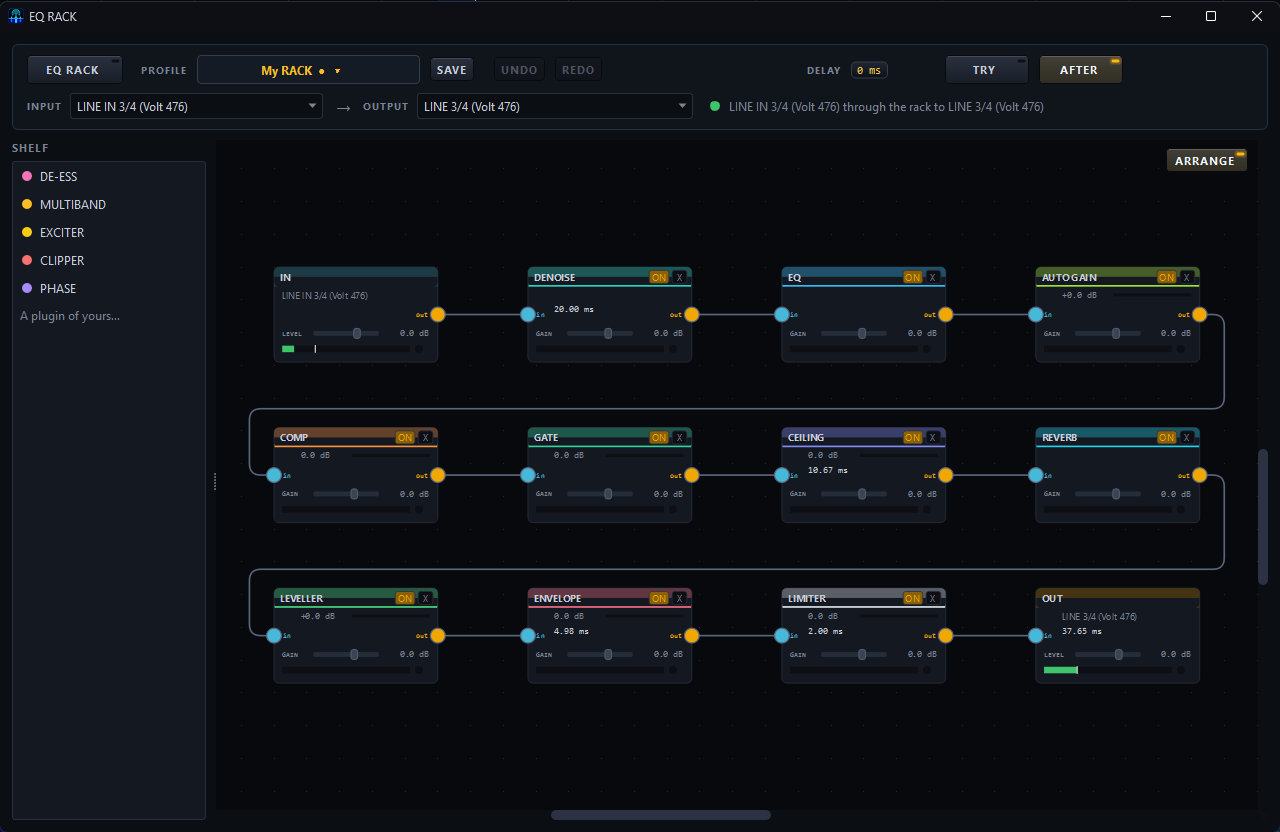 EQ RACK
EQ RACK PROFILE My RACK ● ▾ SAVE UNDO REDO DELAY 0 ms TRY AFTER
INPUT LINE IN 3/4 (Volt 476) → OUTPUT LINE 3/4 (Volt 476) LINE IN 3/4 (Volt 476) through the rack to LINE 3/4 (Volt 476)
SHELF
DE-ESS
MULTIBAND
EXCITER
CLIPPER
PHASE
A plugin of yours...
ARRANGE
IN
LINE IN 3/4 (Volt 476)
out
LEVEL 0.0 dB
DENOISE ON X
20.00 ms
in out
GAIN 0.0 dB
EQ ON X
in out
GAIN 0.0 dB
AUTO GAIN ON X
+0.0 dB
in out
GAIN 0.0 dB
COMP ON X
0.0 dB
in out
GAIN 0.0 dB
GATE ON X
0.0 dB
in out
GAIN 0.0 dB
CEILING ON X
0.0 dB
10.67 ms
in out
GAIN 0.0 dB
REVERB ON X
in out
GAIN 0.0 dB
LEVELLER ON X
+0.0 dB
in out
GAIN 0.0 dB
ENVELOPE ON X
0.0 dB
4.98 ms
in out
GAIN 0.0 dB
LIMITER ON X
0.0 dB
2.00 ms
in out
GAIN 0.0 dB
OUT
LINE 3/4 (Volt 476)
37.65 ms
in
LEVEL 0.0 dB